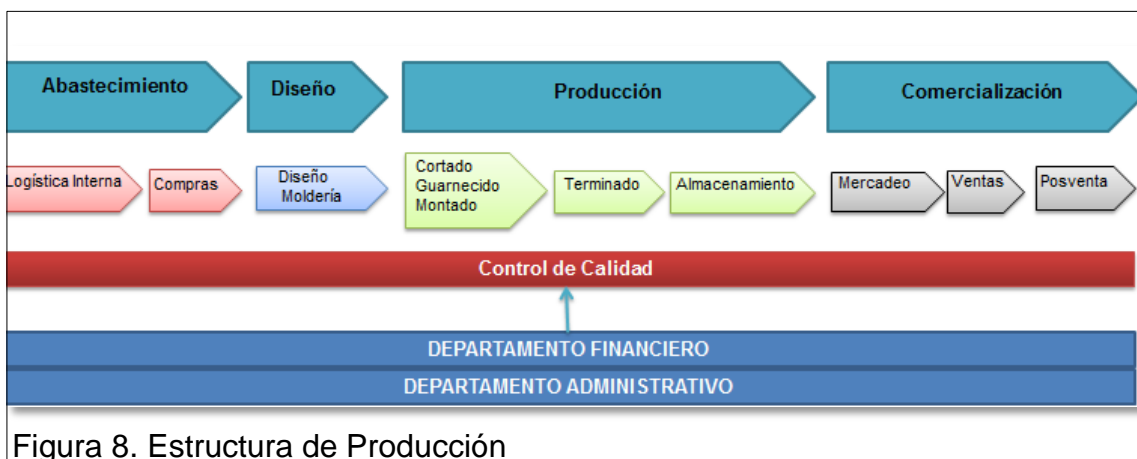 Abastecimiento
Diseño
Producción
Comercialización
Logística Interna
Compras
Diseño
Moldería
Cortado
Guarnecido
Montado
Terminado
Almacenamiento
Mercadeo
Ventas
Posventa
Control de Calidad
DEPARTAMENTO FINANCIERO
DEPARTAMENTO ADMINISTRATIVO
Figura 8. Estructura de Producción